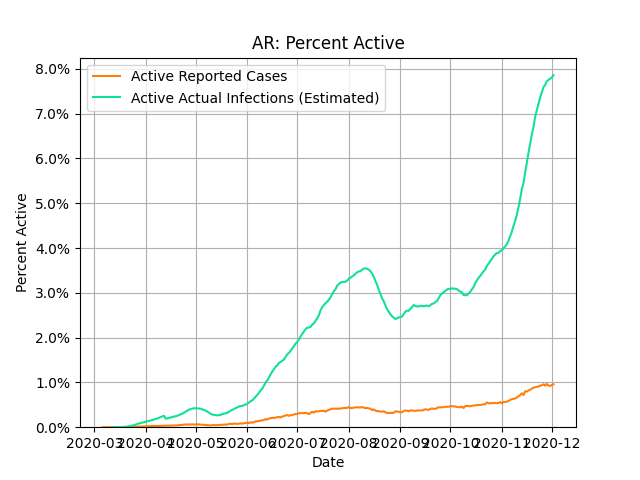 AR: Percent Active
Active Reported Cases
Active Actual Infections (Estimated)
8.0%
7.0%
6.0%
5.0%
4.0%
3.0%
2.0%
1.0%
0.0%
Percent Active
2020-03 2020-04 2020-05 2020-06 2020-07 2020-08 2020-09 2020-10 2020-11 2020-12
Date